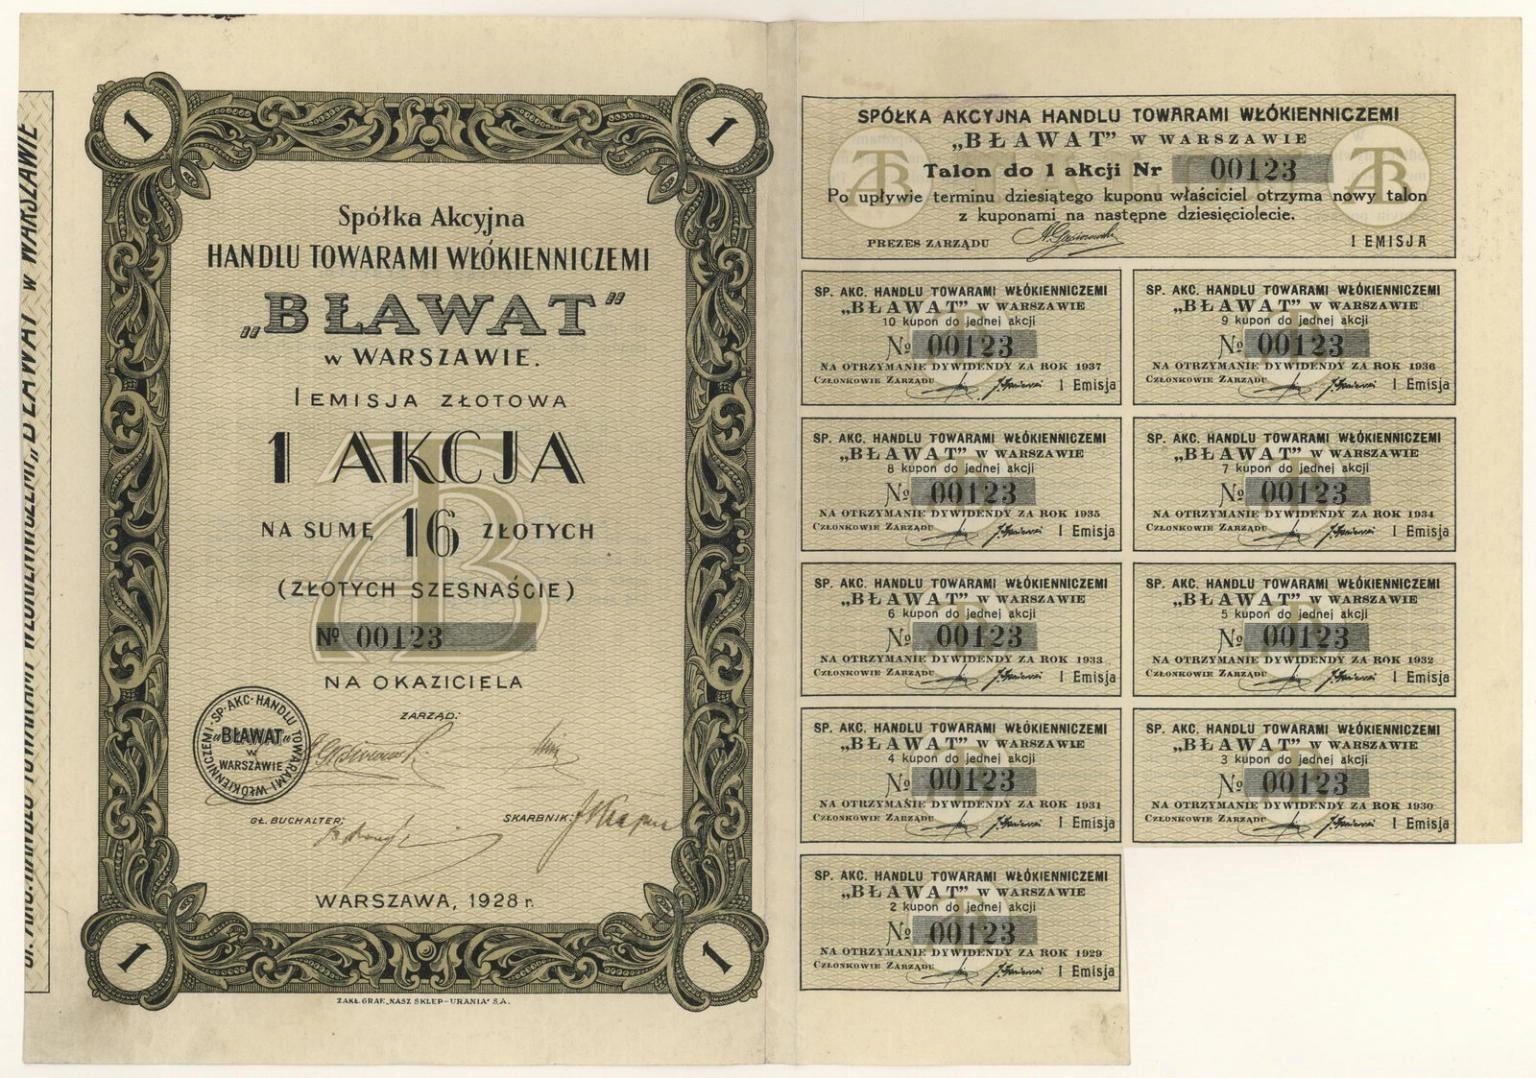 1
1
Spółka Akcyjna
HANDLU TOWARAMI WŁÓKIENNICZEMI
„BŁAWAT”
w WARSZAWIE.
I EMISJA ZŁOTOWA
1 AKCJA
NA SUMĘ 16 ZŁOTYCH
(ZŁOTYCH SZESNAŚCIE)
№ 00123
NA OKAZICIELA
ZARZĄD:
SP. AKC. HANDLU TOWARAMI WŁÓKIENNICZEMI
„BŁAWAT”
w
WARSZAWIE
GŁ. BUCHALTER:
SKARBNIK:
WARSZAWA, 1928 r.
1
1
ZAKŁ. GRAF. „NASZ SKLEP-URANIA” S.A.
SP. AKC. HANDLU TOWARAMI WŁÓKIENNICZEMI „BŁAWAT” w WARSZAWIE
SPÓŁKA AKCYJNA HANDLU TOWARAMI WŁÓKIENNICZEMI
„BŁAWAT” W WARSZAWIE
Talon do 1 akcji Nr 00123
Po upływie terminu dziesiątego kuponu właściciel otrzyma nowy talon
z kuponami na następne dziesięciolecie.
PREZES ZARZĄDU
I EMISJA
SP. AKC. HANDLU TOWARAMI WŁÓKIENNICZEMI
„BŁAWAT” W WARSZAWIE
10 kupon do jednej akcji
№ 00123
NA OTRZYMANIE DYWIDENDY ZA ROK 1937
CZŁONKOWIE ZARZĄDU I Emisja
SP. AKC. HANDLU TOWARAMI WŁÓKIENNICZEMI
„BŁAWAT” W WARSZAWIE
9 kupon do jednej akcji
№ 00123
NA OTRZYMANIE DYWIDENDY ZA ROK 1936
CZŁONKOWIE ZARZĄDU I Emisja
SP. AKC. HANDLU TOWARAMI WŁÓKIENNICZEMI
„BŁAWAT” W WARSZAWIE
8 kupon do jednej akcji
№ 00123
NA OTRZYMANIE DYWIDENDY ZA ROK 1935
CZŁONKOWIE ZARZĄDU I Emisja
SP. AKC. HANDLU TOWARAMI WŁÓKIENNICZEMI
„BŁAWAT” W WARSZAWIE
7 kupon do jednej akcji
№ 00123
NA OTRZYMANIE DYWIDENDY ZA ROK 1934
CZŁONKOWIE ZARZĄDU I Emisja
SP. AKC. HANDLU TOWARAMI WŁÓKIENNICZEMI
„BŁAWAT” W WARSZAWIE
6 kupon do jednej akcji
№ 00123
NA OTRZYMANIE DYWIDENDY ZA ROK 1933
CZŁONKOWIE ZARZĄDU I Emisja
SP. AKC. HANDLU TOWARAMI WŁÓKIENNICZEMI
„BŁAWAT” W WARSZAWIE
5 kupon do jednej akcji
№ 00123
NA OTRZYMANIE DYWIDENDY ZA ROK 1932
CZŁONKOWIE ZARZĄDU I Emisja
SP. AKC. HANDLU TOWARAMI WŁÓKIENNICZEMI
„BŁAWAT” W WARSZAWIE
4 kupon do jednej akcji
№ 00123
NA OTRZYMANIE DYWIDENDY ZA ROK 1931
CZŁONKOWIE ZARZĄDU I Emisja
SP. AKC. HANDLU TOWARAMI WŁÓKIENNICZEMI
„BŁAWAT” W WARSZAWIE
3 kupon do jednej akcji
№ 00123
NA OTRZYMANIE DYWIDENDY ZA ROK 1930
CZŁONKOWIE ZARZĄDU I Emisja
SP. AKC. HANDLU TOWARAMI WŁÓKIENNICZEMI
„BŁAWAT” W WARSZAWIE
2 kupon do jednej akcji
№ 00123
NA OTRZYMANIE DYWIDENDY ZA ROK 1929
CZŁONKOWIE ZARZĄDU I Emisja